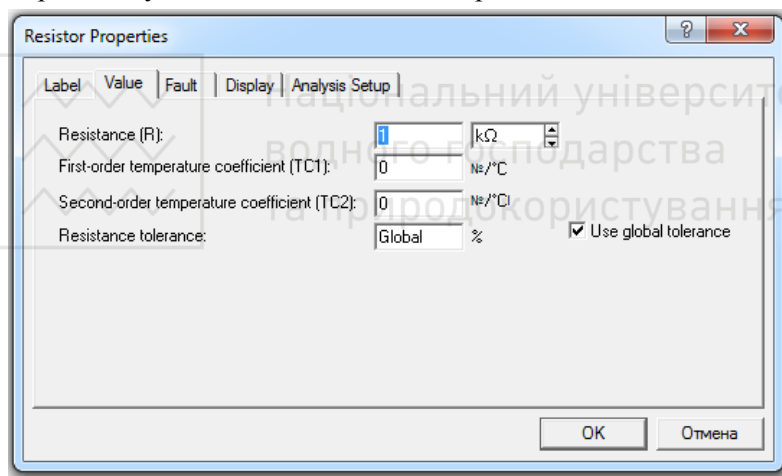 Resistor Properties
Label Value Fault Display Analysis Setup
Національний університе
Resistance (R): 1 kΩ
водного господарства
First-order temperature coefficient (TC1): 0 №/°C
Second-order temperature coefficient (TC2): 0 №/°CІ
та природокористування
Resistance tolerance: Global % Use global tolerance
OK Отмена